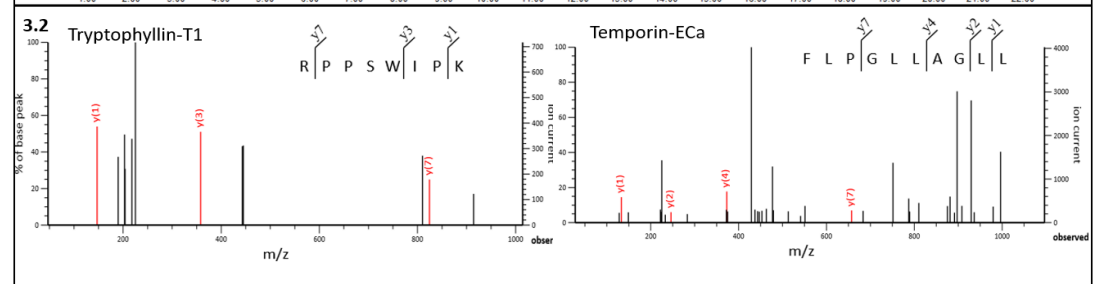 3.2
Tryptophyllin-T1
y7 y3 y1
R P P S W I P K
100
80
60
40
20
0
% of base peak
y(1)
y(3)
y(7)
700
600
500
400
300
200
100
0
ion current
200 400 600 800 1000 obser
m/z
Temporin-ECa
y7 y4 y2 y1
F L P G L L A G L L
100
80
60
40
20
0
y(1)
y(2)
y(4)
y(7)
4000
3000
2000
1000
0
ion current
200 400 600 800 1000 observed
m/z